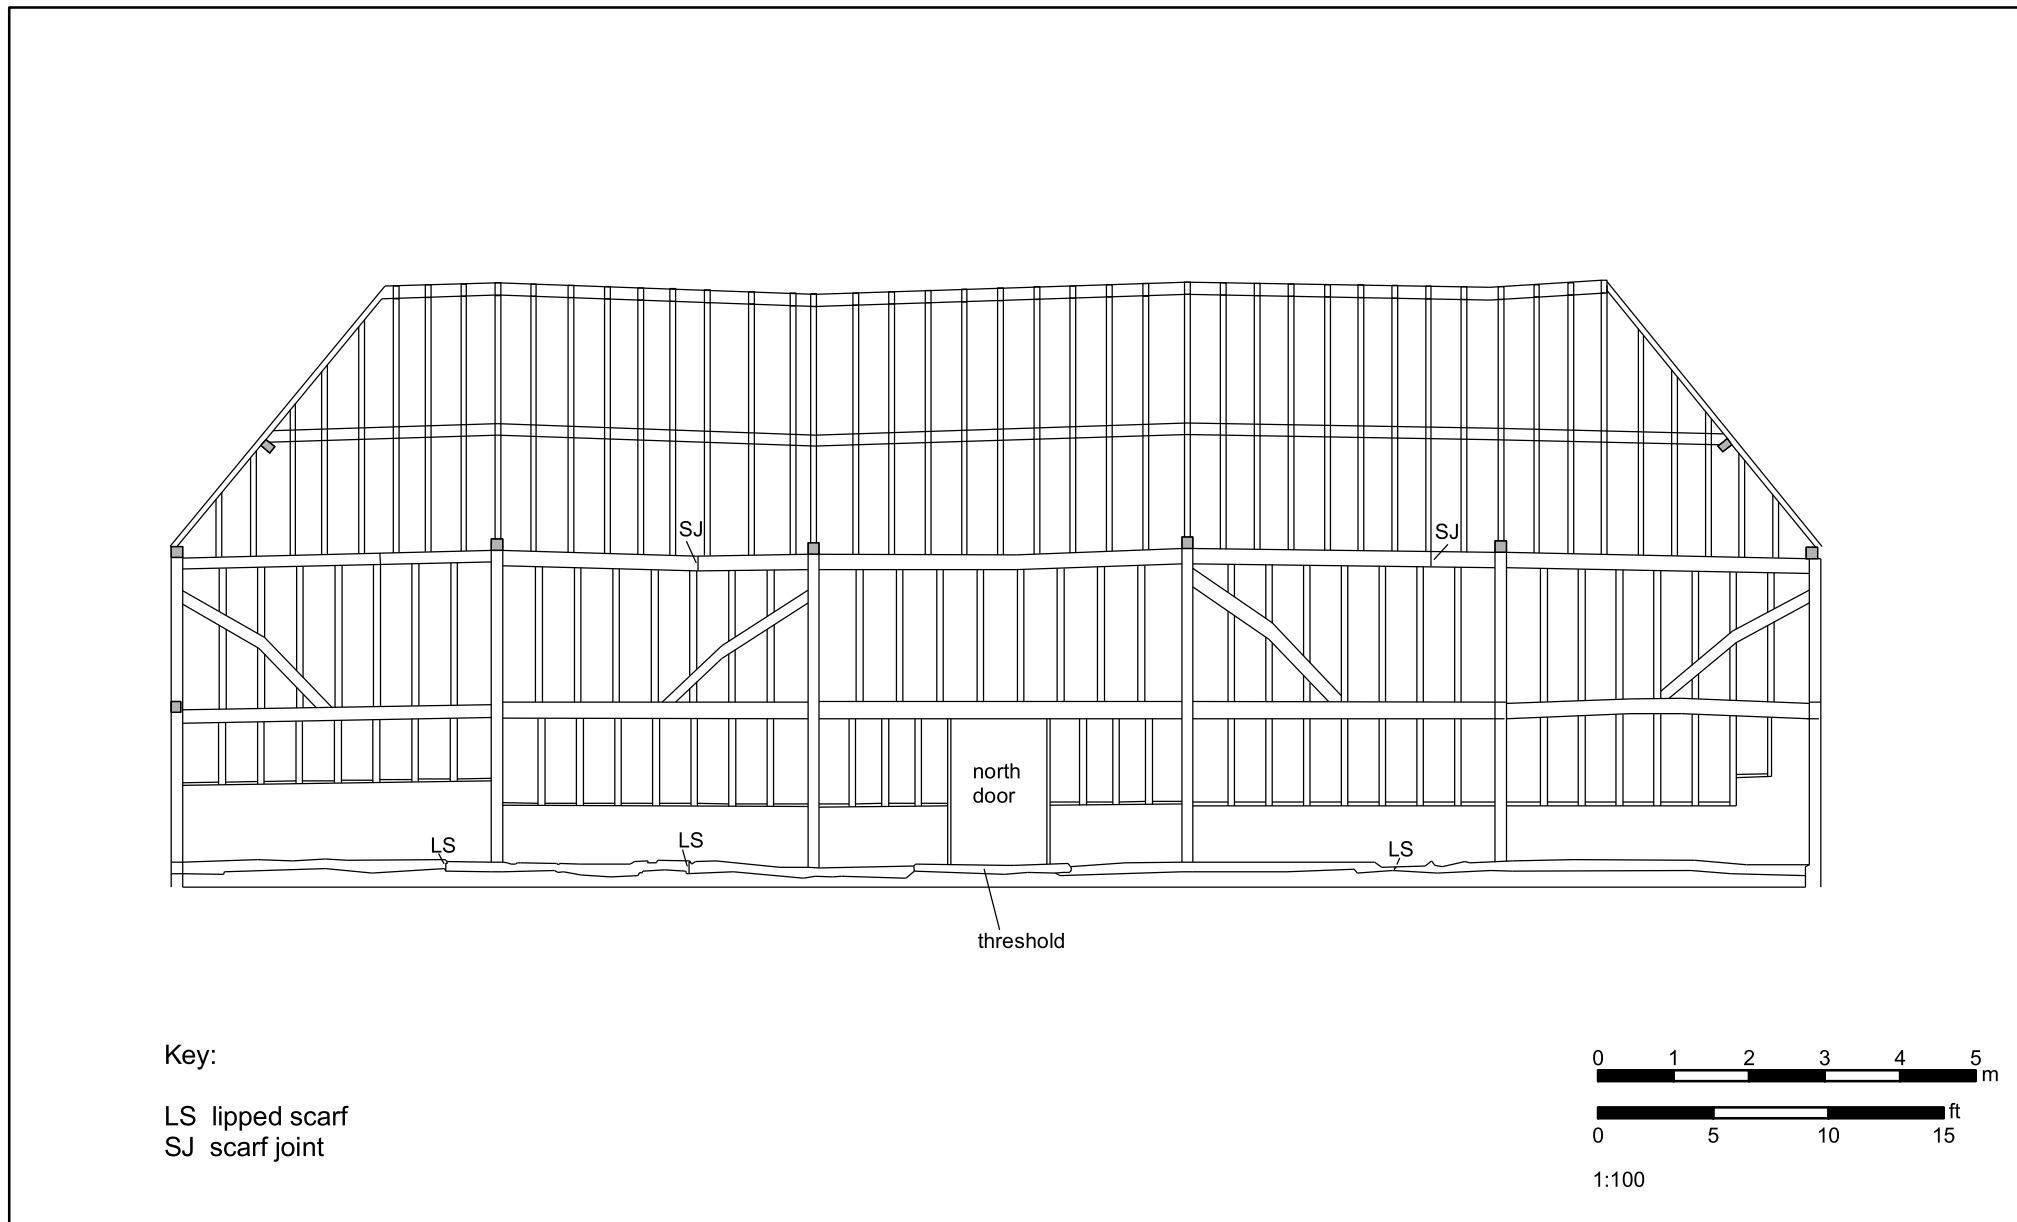 SJ
SJ
north
door
LS
LS
LS
threshold
Key:
LS lipped scarf
SJ scarf joint
0 1 2 3 4 5
m
ft
0 5 10 15
1:100